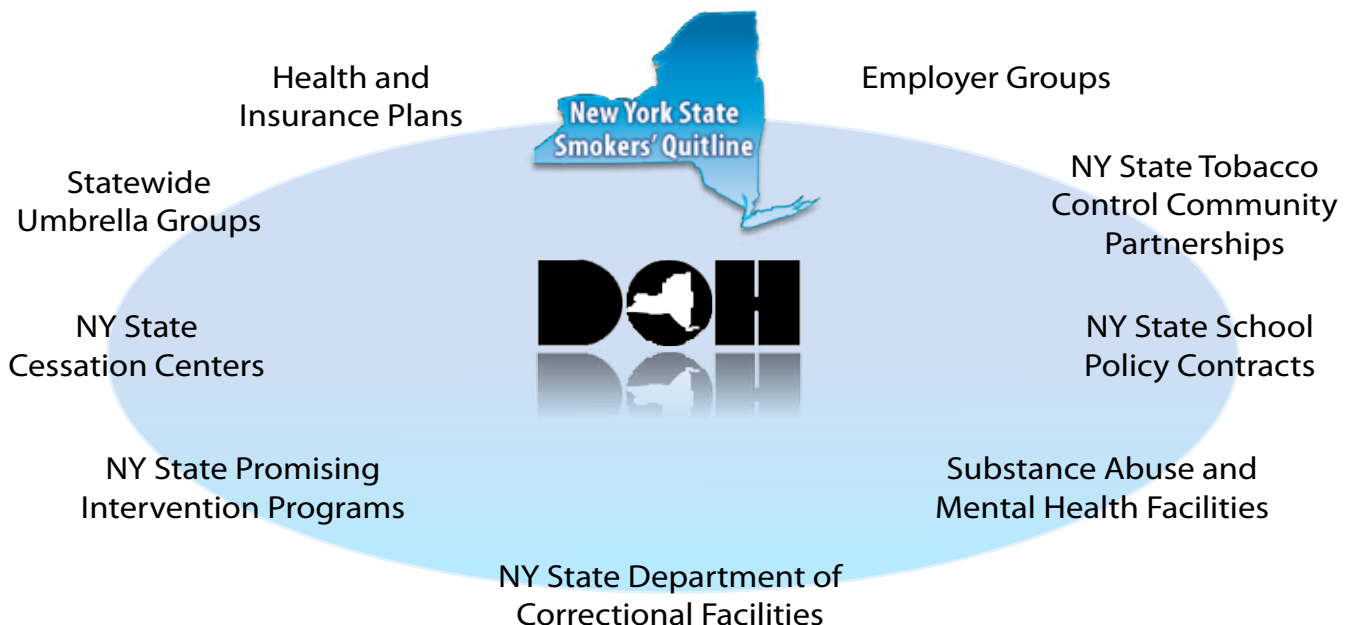 Health and
Insurance Plans
New York State
Smokers' Quitline
Employer Groups
Statewide
Umbrella Groups
NY State Tobacco
Control Community
Partnerships
DOH
NY State
Cessation Centers
NY State School
Policy Contracts
NY State Promising
Intervention Programs
Substance Abuse and
Mental Health Facilities
NY State Department of
Correctional Facilities